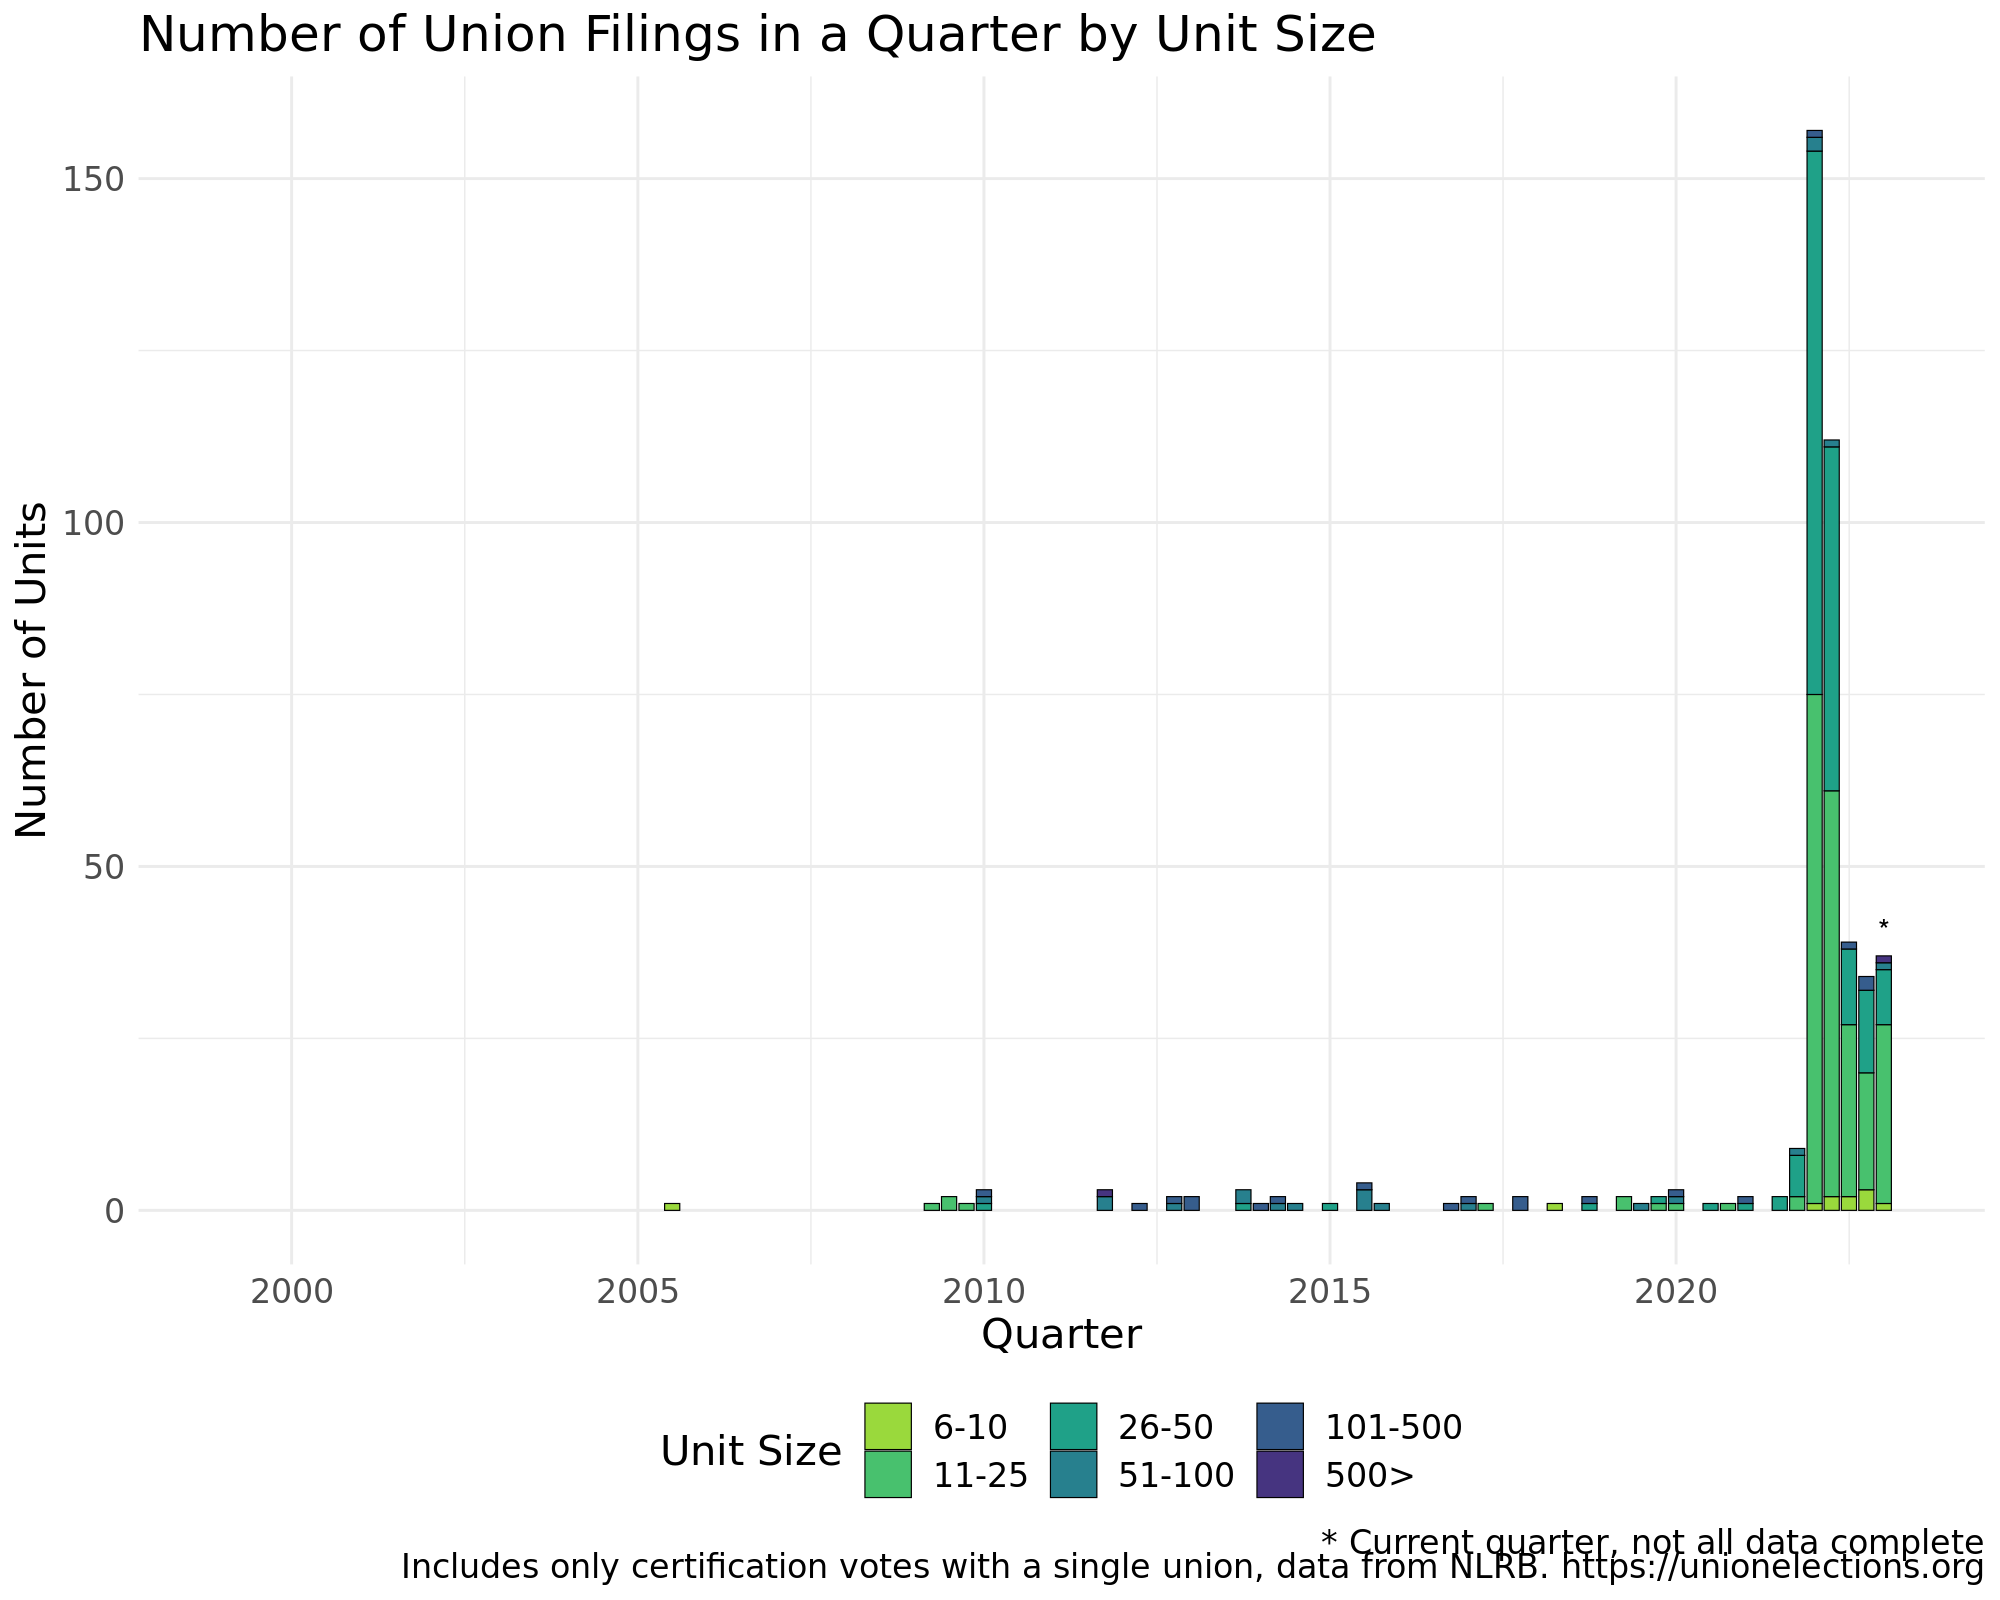 Number of Union Filings in a Quarter by Unit Size
Number of Units
150
100
50
0
*
2000 2005 2010 2015 2020
Quarter
Unit Size
6-10 26-50 101-500
11-25 51-100 500>
* Current quarter, not all data complete
Includes only certification votes with a single union, data from NLRB. https://unionelections.org